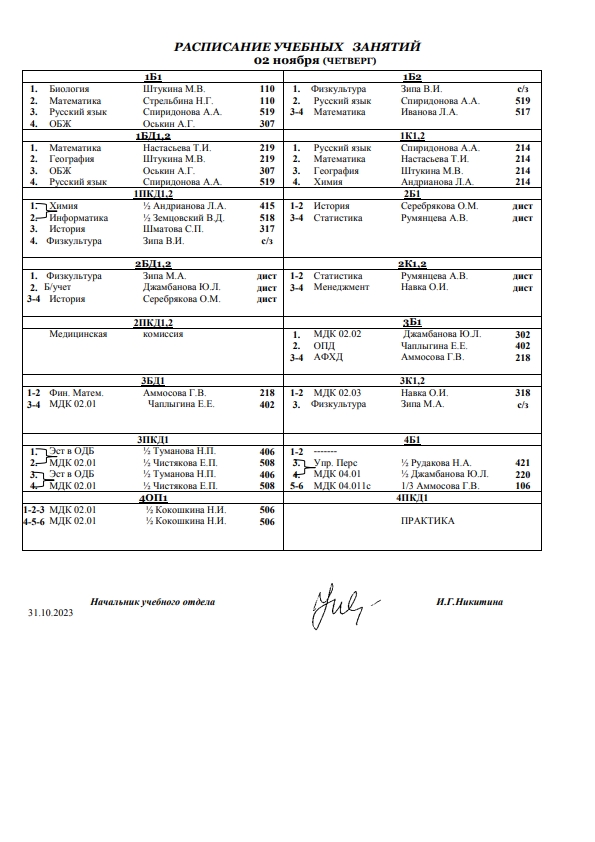 РАСПИСАНИЕ УЧЕБНЫХ ЗАНЯТИЙ
02 ноября (ЧЕТВЕРГ)
1Б1
1. Биология Штукина М.В. 110
2. Математика Стрельбина Н.Г. 110
3. Русский язык Спиридонова А.А. 519
4. ОБЖ Оськин А.Г. 307
1Б2
1. Физкультура Зипа В.И. с/з
2. Русский язык Спиридонова А.А. 519
3-4 Математика Иванова Л.А. 517
1БД1,2
1. Математика Настасьева Т.И. 219
2. География Штукина М.В. 219
3. ОБЖ Оськин А.Г. 307
4. Русский язык Спиридонова А.А. 519
1К1,2
1. Русский язык Спиридонова А.А. 214
2. Математика Настасьева Т.И. 214
3. География Штукина М.В. 214
4. Химия Андрианова Л.А. 214
1ПКД1,2
1. Химия ½ Андрианова Л.А. 415
2. Информатика ½ Земцовский В.Д. 518
3. История Шматова С.П. 317
4. Физкультура Зипа В.И. с/з
2Б1
1-2 История Серебрякова О.М. дист
3-4 Статистика Румянцева А.В. дист
2БД1,2
1. Физкультура Зипа М.А. дист
2. Б/учет Джамбанова Ю.Л. дист
3-4 История Серебрякова О.М. дист
2К1,2
1-2 Статистика Румянцева А.В. дист
3-4 Менеджмент Навка О.И. дист
2ПКД1,2
Медицинская комиссия
3Б1
1. МДК 02.02 Джамбанова Ю.Л. 302
2. ОПД Чаплыгина Е.Е. 402
3-4 АФХД Аммосова Г.В. 218
3БД1
1-2 Фин. Матем. Аммосова Г.В. 218
3-4 МДК 02.01 Чаплыгина Е.Е. 402
3К1,2
1-2 МДК 02.03 Навка О.И. 318
3. Физкультура Зипа М.А. с/з
3ПКД1
1. Эст в ОДБ ½ Туманова Н.П. 406
2. МДК 02.01 ½ Чистякова Е.П. 508
3. Эст в ОДБ ½ Туманова Н.П. 406
4. МДК 02.01 ½ Чистякова Е.П. 508
4Б1
1-2 -------
3. Упр. Перс ½ Рудакова Н.А. 421
4. МДК 04.01 ½ Джамбанова Ю.Л. 220
5-6 МДК 04.011с 1/3 Аммосова Г.В. 106
4ОП1
1-2-3 МДК 02.01 ½ Кокошкина Н.И. 506
4-5-6 МДК 02.01 ½ Кокошкина Н.И. 506
4ПКД1
ПРАКТИКА
Начальник учебного отдела И.Г.Никитина
31.10.2023